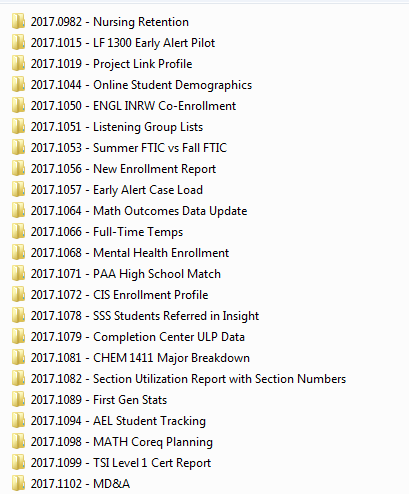 2017.0982 - Nursing Retention
2017.1015 - LF 1300 Early Alert Pilot
2017.1019 - Project Link Profile
2017.1044 - Online Student Demographics
2017.1050 - ENGL INRW Co-Enrollment
2017.1051 - Listening Group Lists
2017.1053 - Summer FTIC vs Fall FTIC
2017.1056 - New Enrollment Report
2017.1057 - Early Alert Case Load
2017.1064 - Math Outcomes Data Update
2017.1066 - Full-Time Temps
2017.1068 - Mental Health Enrollment
2017.1071 - PAA High School Match
2017.1072 - CIS Enrollment Profile
2017.1078 - SSS Students Referred in Insight
2017.1079 - Completion Center ULP Data
2017.1081 - CHEM 1411 Major Breakdown
2017.1082 - Section Utilization Report with Section Numbers
2017.1089 - First Gen Stats
2017.1094 - AEL Student Tracking
2017.1098 - MATH Coreq Planning
2017.1099 - TSI Level 1 Cert Report
2017.1102 - MD&A